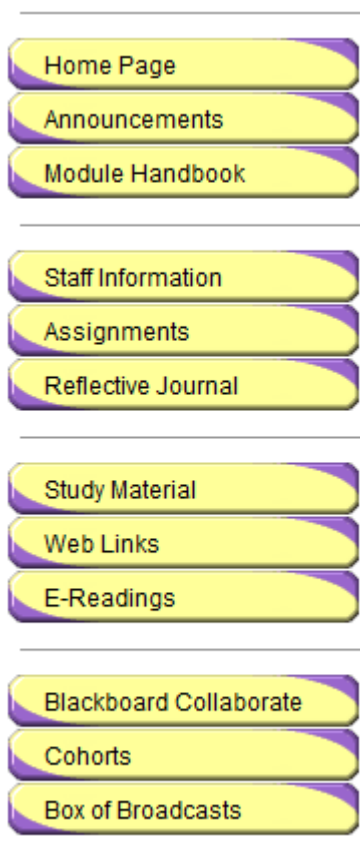 Home Page
Announcements
Module Handbook
Staff Information
Assignments
Reflective Journal
Study Material
Web Links
E-Readings
Blackboard Collaborate
Cohorts
Box of Broadcasts